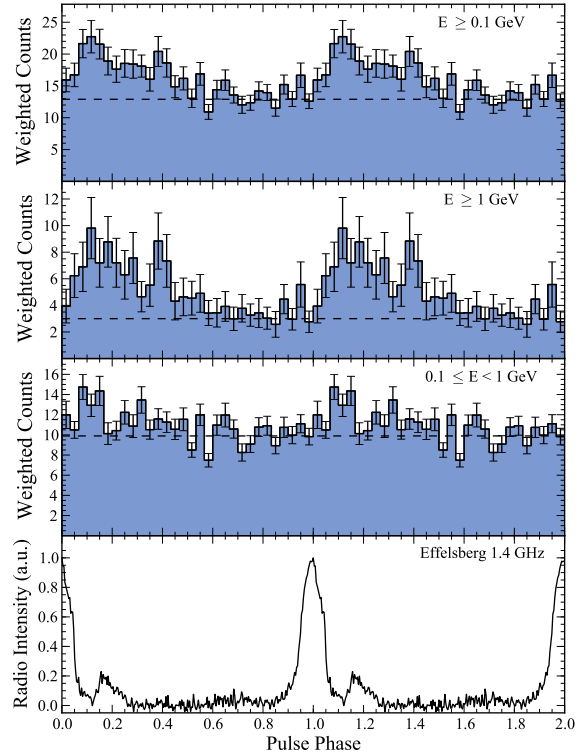 E ≥ 0.1 GeV
Weighted Counts
25
20
15
10
5
E ≥ 1 GeV
Weighted Counts
12
10
8
6
4
2
0.1 ≤ E < 1 GeV
Weighted Counts
16
14
12
10
8
6
4
2
Effelsberg 1.4 GHz
Radio Intensity (a.u.)
1.0
0.8
0.6
0.4
0.2
0.0
0.0 0.2 0.4 0.6 0.8 1.0 1.2 1.4 1.6 1.8 2.0
Pulse Phase